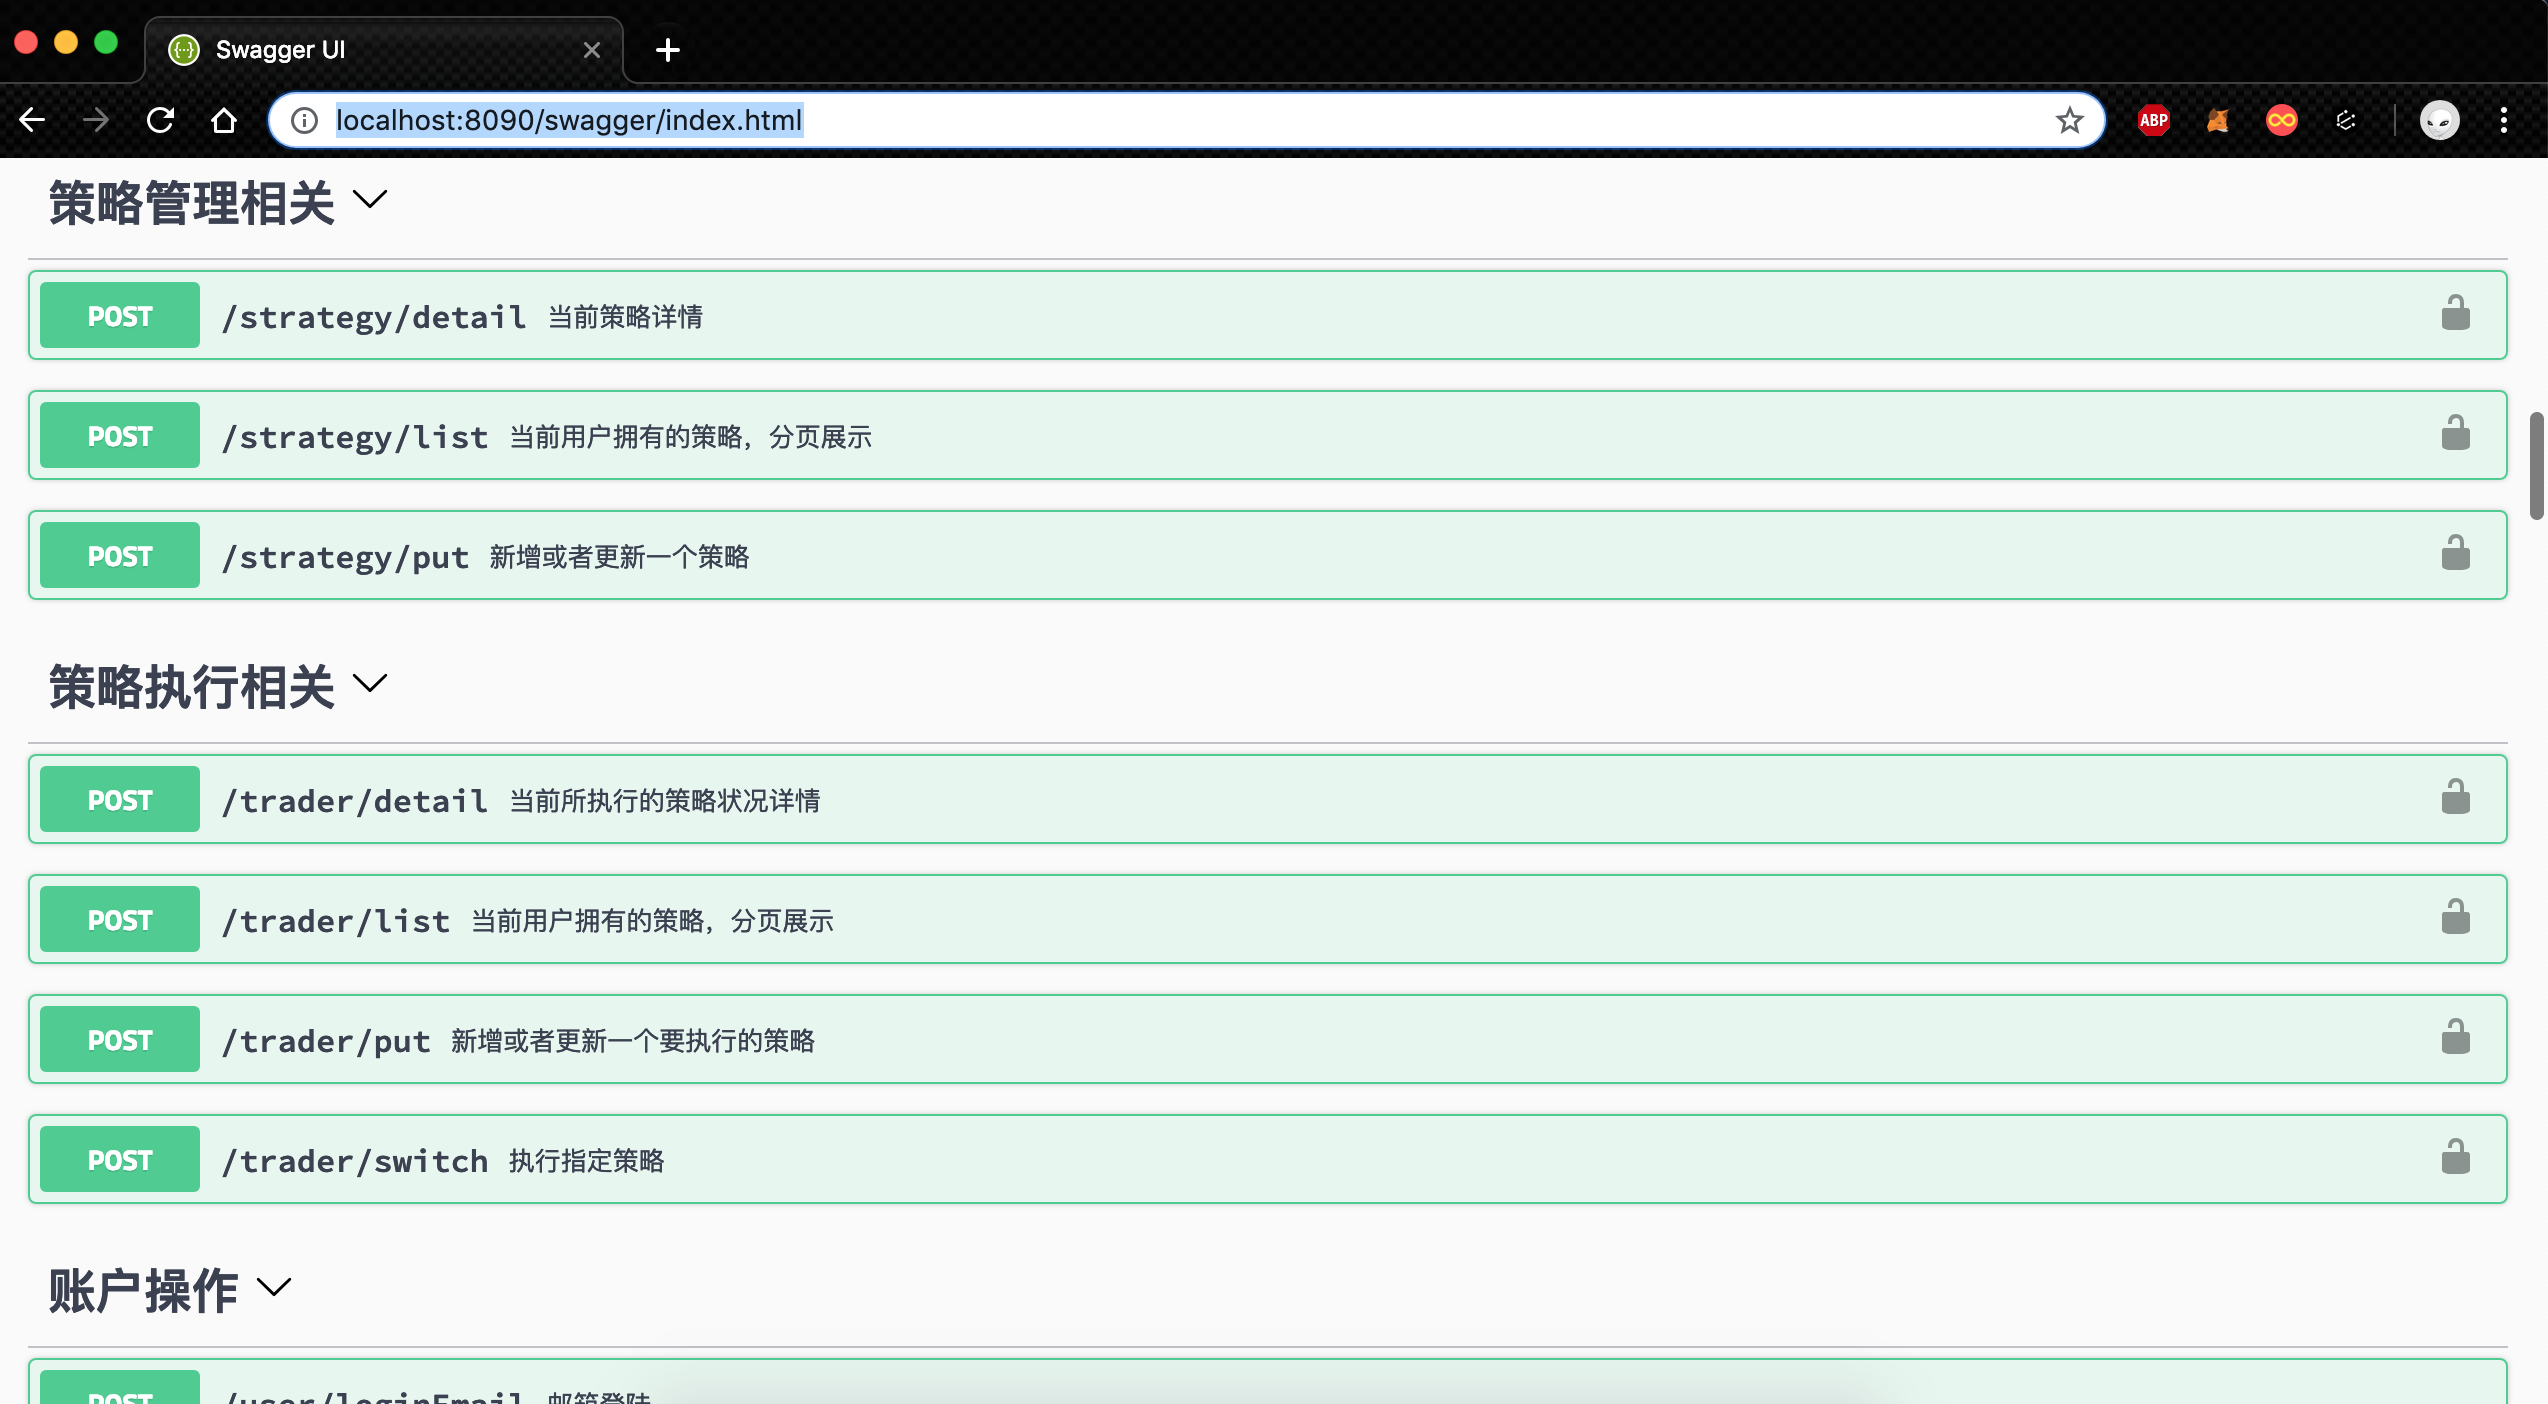 Swagger UI
localhost:8090/swagger/index.html
ABP
策略管理相关
POST /strategy/detail 当前策略详情
POST /strategy/list 当前用户拥有的策略，分页展示
POST /strategy/put 新增或者更新一个策略
策略执行相关
POST /trader/detail 当前所执行的策略状况详情
POST /trader/list 当前用户拥有的策略，分页展示
POST /trader/put 新增或者更新一个要执行的策略
POST /trader/switch 执行指定策略
账户操作
POST /user/loginEmail 邮箱登陆